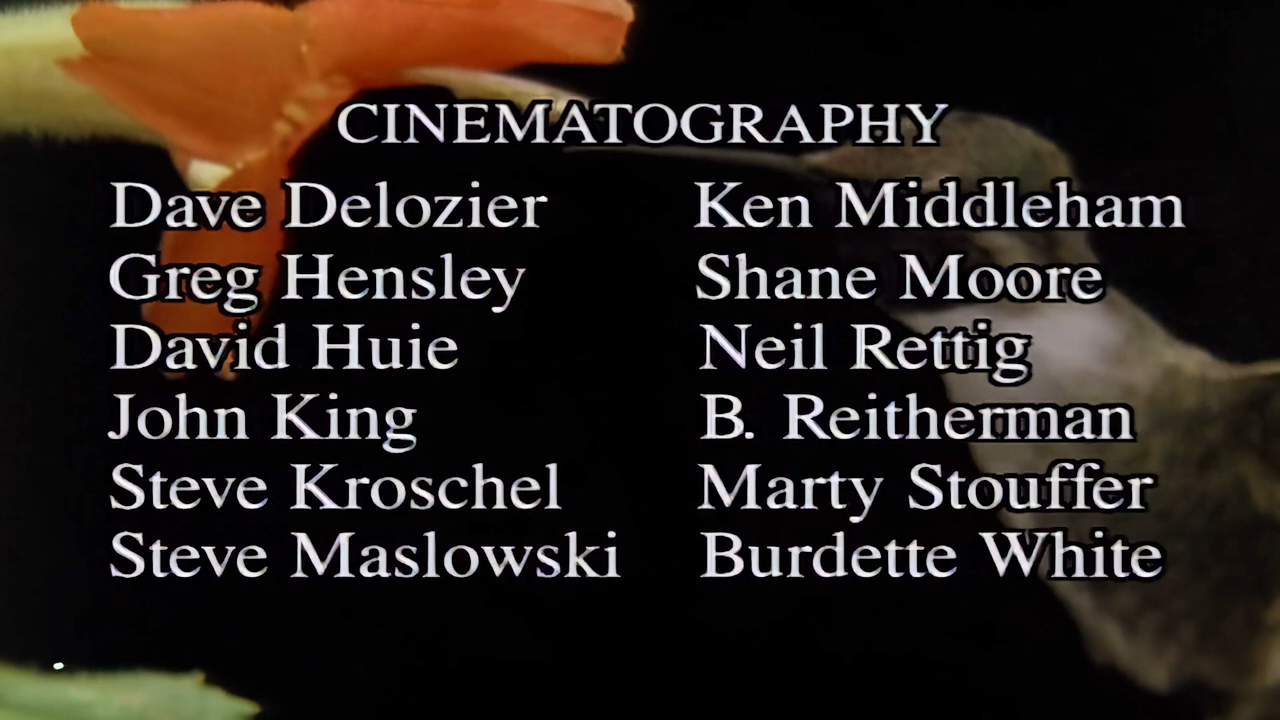 CINEMATOGRAPHY
Dave Delozier
Greg Hensley
David Huie
John King
Steve Kroschel
Steve Maslowski
Ken Middleham
Shane Moore
Neil Rettig
B. Reitherman
Marty Stouffer
Burdette White